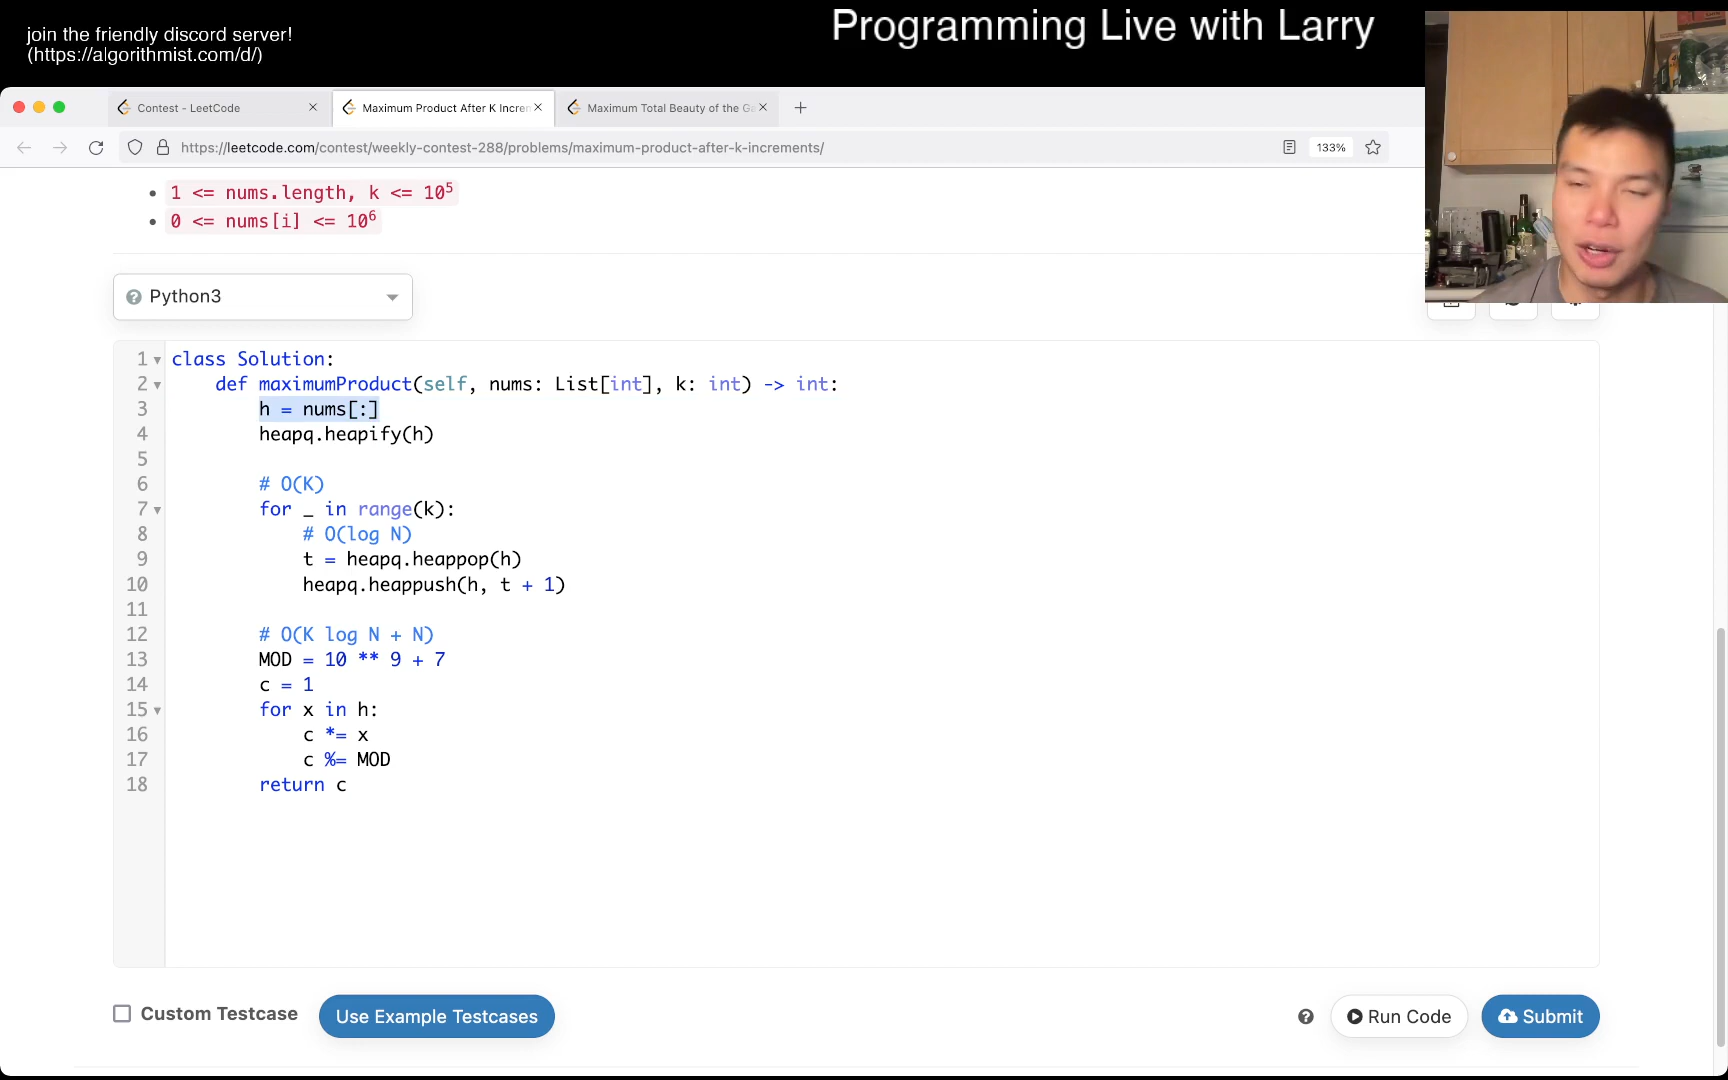 join the friendly discord server!
(https://algorithmist.com/d/)
Programming Live with Larry
Contest - LeetCode
Maximum Product After K Incren
Maximum Total Beauty of the Ga
https://leetcode.com/contest/weekly-contest-288/problems/maximum-product-after-k-increments/
133%
1 <= nums.length, k <= 10⁵
0 <= nums[i] <= 10⁶
Python3
1 class Solution:
2 def maximumProduct(self, nums: List[int], k: int) -> int:
3 h = nums[:]
4 heapq.heapify(h)
5
6 # O(K)
7 for _ in range(k):
8 # O(log N)
9 t = heapq.heappop(h)
10 heapq.heappush(h, t + 1)
11
12 # O(K log N + N)
13 MOD = 10 ** 9 + 7
14 c = 1
15 for x in h:
16 c *= x
17 c %= MOD
18 return c
Custom Testcase
Use Example Testcases
Run Code
Submit